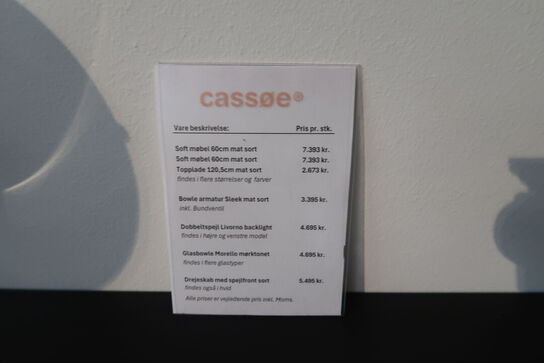 cassøe®
Vare beskrivelse: Pris pr. stk.
Soft møbel 60cm mat sort 7.393 kr.
Soft møbel 60cm mat sort 7.393 kr.
Topplade 120,5cm mat sort 2.673 kr.
findes i flere størrelser og farver
Bowle armatur Sleek mat sort 3.395 kr.
inkl. Bundventil
Dobbeltspejl Livorno backlight 4.695 kr.
findes i højre og venstre model
Glasbowle Morello mørktonet 4.695 kr.
findes i flere glastyper
Drejeskab med spejlfront sort 5.495 kr.
findes også i hvid
Alle priser er vejledende pris inkl. Moms.